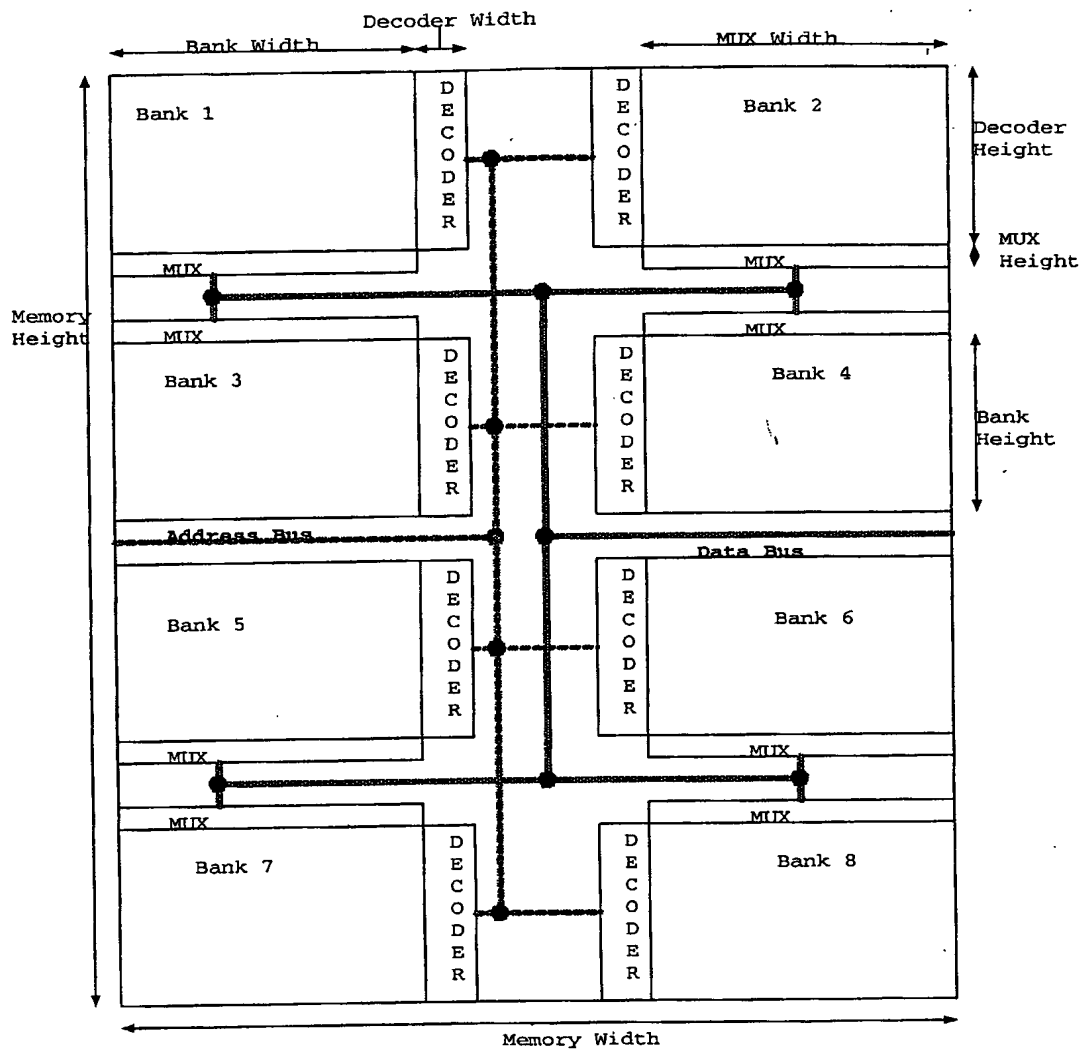 Decoder Width
Bank Width
MUX Width
Bank 1
DECODER
DECODER
Bank 2
Decoder
Height
MUX
Height
MUX
MUX
Memory
Height
MUX
MUX
Bank 3
DECODER
DECODER
Bank 4
Bank
Height
Address Bus
Data Bus
Bank 5
DECODER
DECODER
Bank 6
MUX
MUX
MUX
MUX
Bank 7
DECODER
DECODER
Bank 8
Memory Width